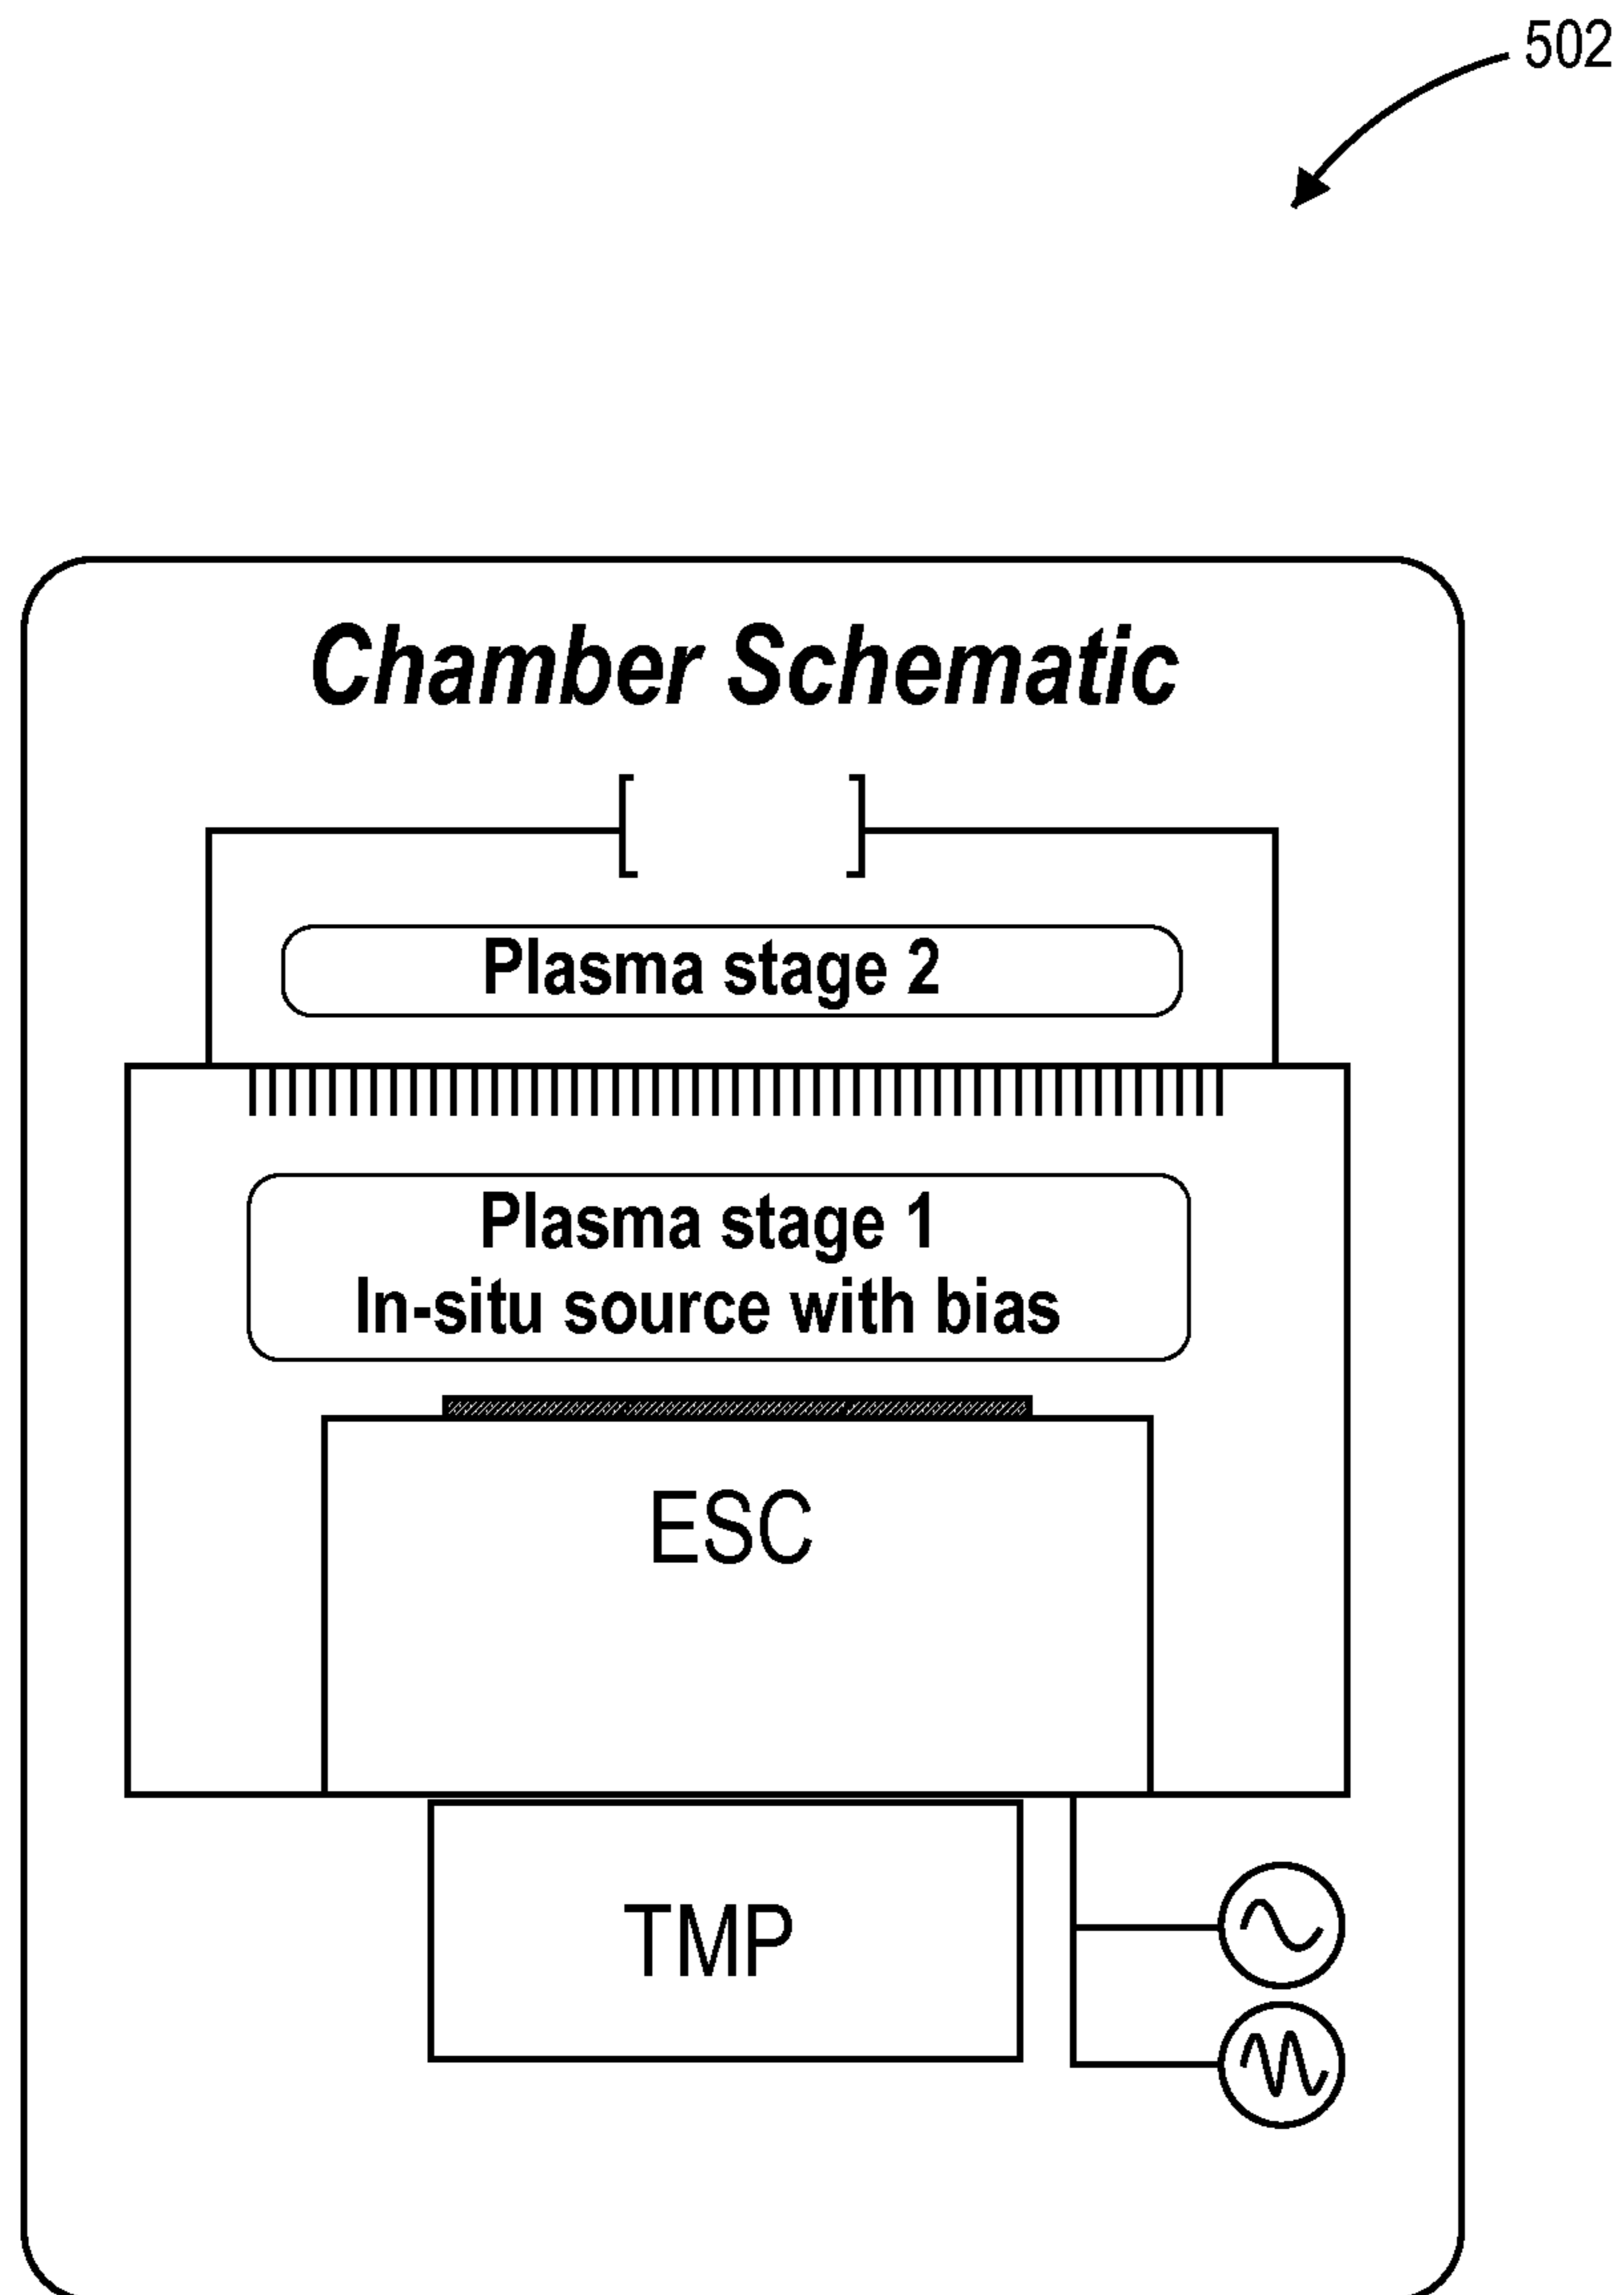 502
Chamber Schematic
Plasma stage 2
Plasma stage 1
In-situ source with bias
ESC
TMP